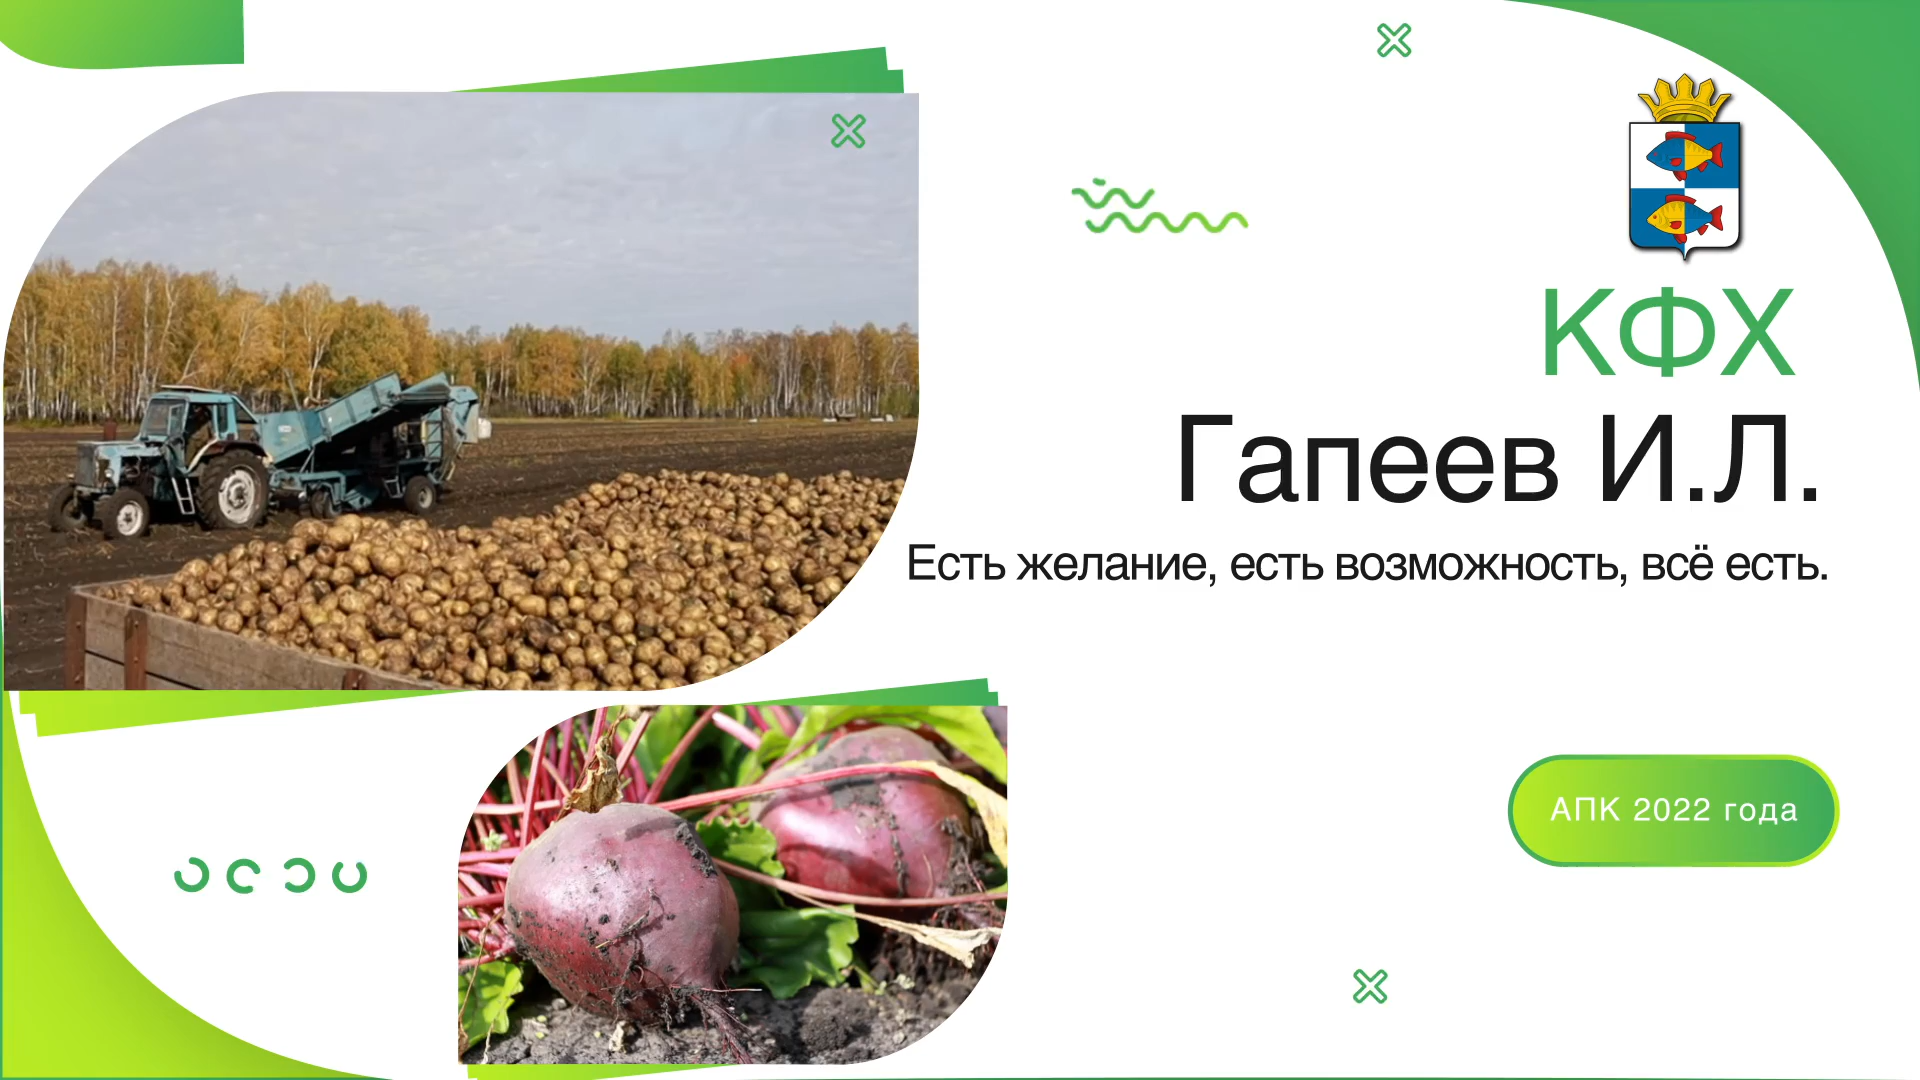 КФХ
Гапеев И.Л.
Есть желание, есть возможность, всё есть.
АПК 2022 года